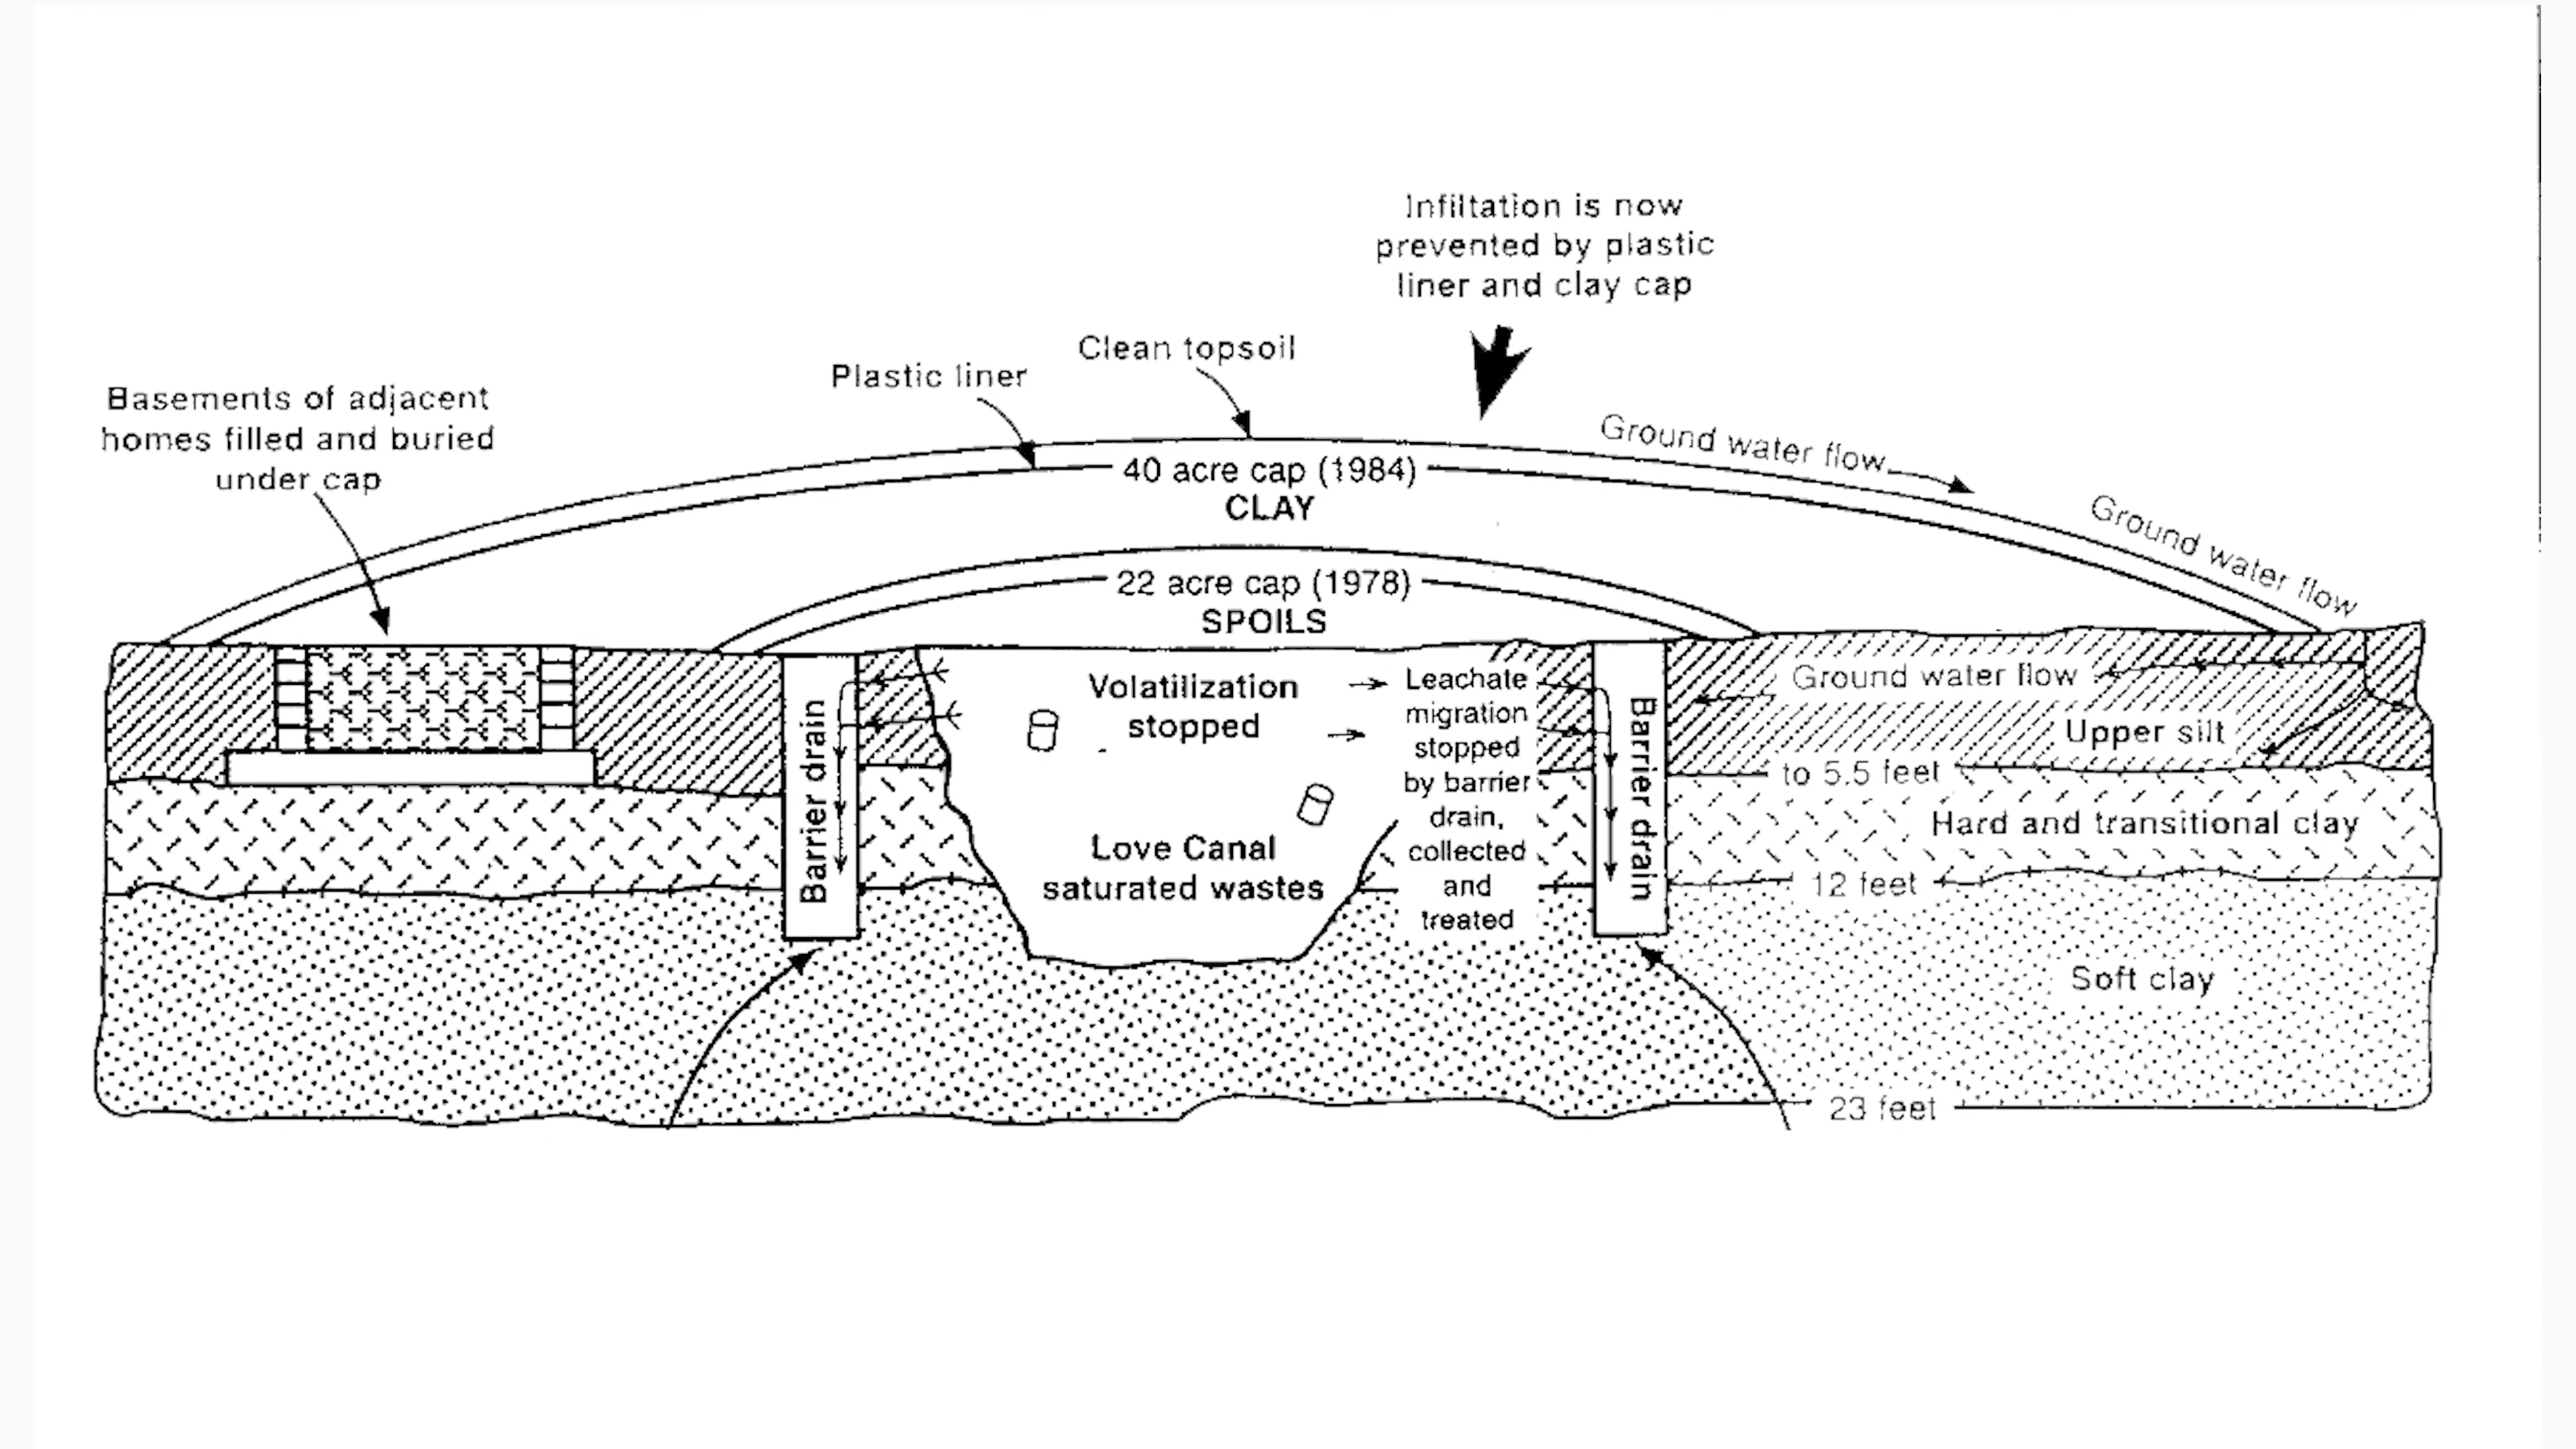 Infiltation is now
prevented by plastic
liner and clay cap
Clean topsoil
Plastic liner
Basements of adjacent
homes filled and buried
under cap
Ground water flow
Ground water flow
40 acre cap (1984)
CLAY
22 acre cap (1978)
SPOILS
Volatilization
stopped
Love Canal
saturated wastes
Leachate
migration
stopped
by barrier
drain,
collected
and
treated
Barrier drain
Barrier drain
Ground water flow
Upper silt
to 5.5 feet
Hard and transitional clay
12 feet
Soft clay
23 feet